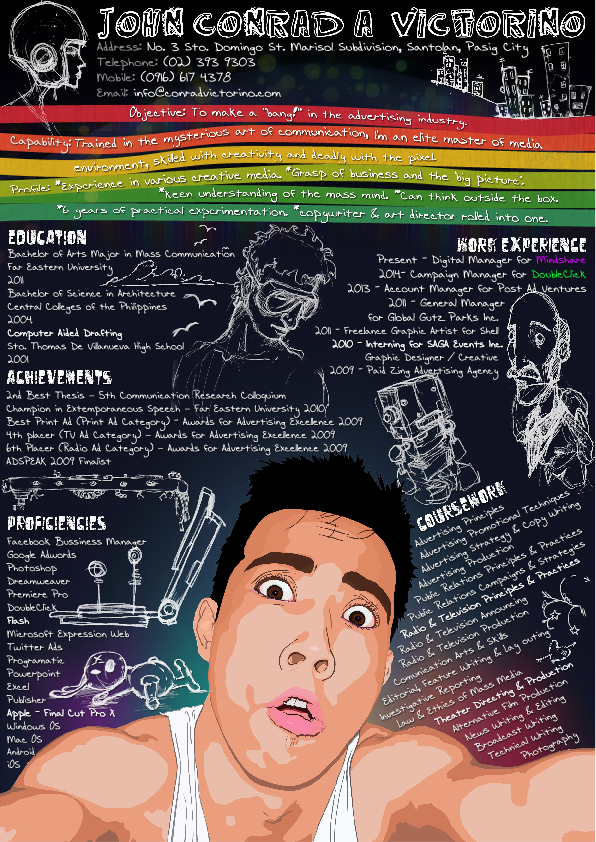 JOHN CONRAD A VICTORINO
Address: No. 3 Sto. Domingo St. Marisol Subdivision, Santolan, Pasig City
Telephone: (02) 393 9303
Mobile: (0916) 617 4378
Email: info@conradvictorino.com
Objective: To make a "bang!" in the advertising industry.
Capability: Trained in the mysterious art of communication, I'm an elite master of media
environment, skilled with creativity and deadly with the pixel.
Profile: *Experience in various creative media. *Grasp of business and the "big picture".
*Keen understanding of the mass mind. *Can think outside the box.
*6 years of practical experimentation. *copywriter & art director rolled into one.
EDUCATION
Bachelor of Arts Major in Mass Communication
Far Eastern University
2011
Bachelor of Science in Architecture
Central Colleges of the Philippines
2004
Computer Aided Drafting
Sto. Thomas De Villanueva High School
2001
WORK EXPERIENCE
Present - Digital Manager for Mindshare
2014- Campaign Manager for DoubleClick
2013 - Account Manager for Post Ad Ventures
2011 - General Manager
for Global Gutz Parks Inc.
2011 - Freelance Graphic Artist for Shell
2010 - Interning for SAGA Events Inc.
Graphic Designer / Creative
2009 - Paid Zing Advertising Agency
ACHIEVEMENTS
2nd Best Thesis - 5th Communication Research Colloquium
Champion in Extemporaneous Speech - Far Eastern University 2010
Best Print Ad (Print Ad Category) - Awards for Advertising Excellence 2009
4th placer (TV Ad Category) - Awards for Advertising Excellence 2009
6th Placer (Radio Ad Category) - Awards for Advertising Excellence 2009
ADSPEAK 2009 Finalist
PROFICIENCIES
Facebook Bussiness Manager
Google Adwords
Photoshop
Dreamweaver
Premiere Pro
DoubleClick
Flash
Microsoft Expression Web
Twitter Ads
Programatic
Powerpoint
Excel
Publisher
Apple - Final Cut Pro X
Windows OS
Mac OS
Android
iOS
COURSEWORK
Advertising Principles
Advertising Promotional Techniques
Advertising Strategy & Copy Writing
Advertising Production
Public Relations Principles & Practices
Public Relations Campaigns & Strategies
Radio & Television Principles & Practices
Radio & Television Announcing
Radio & Television Production
Comunication Arts & Skills
Editorial Feature Writing & lay outing
Investigative Reporting
Law & Ethics of Mass Media
Theater Directing & Production
Alternative Film Production
News Writing & Editing
Broadcast Writing
Technical Writing
Photography